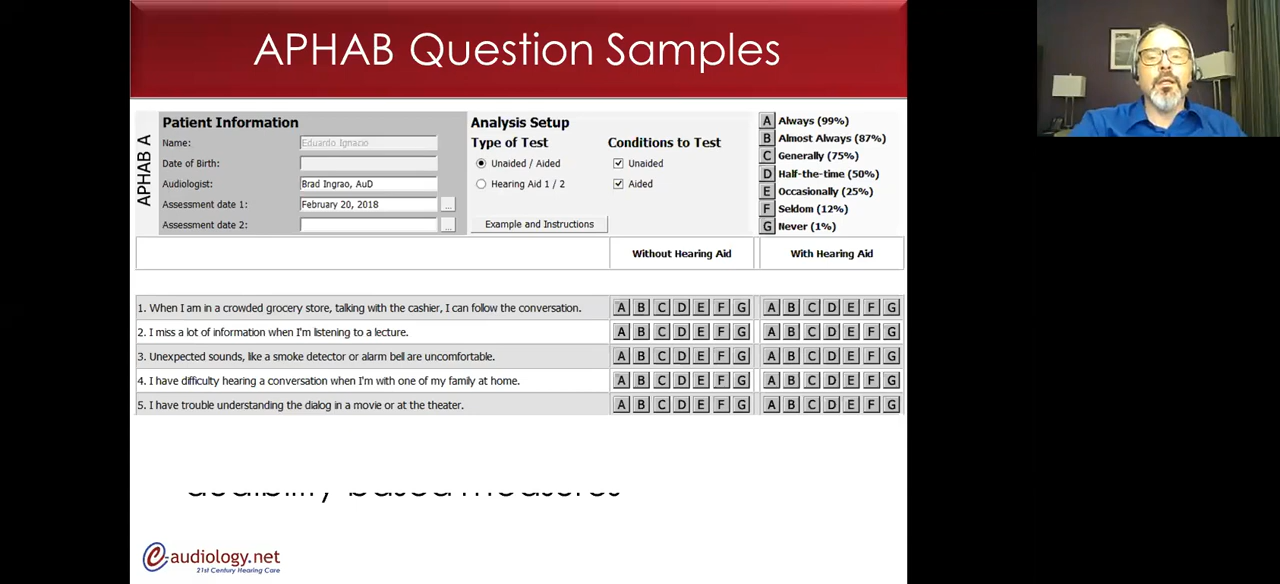 APHAB Question Samples
APHAB A
Patient Information
Name: Eduardo Ignazio
Date of Birth:
Audiologist: Brad Ingrao, AuD
Assessment date 1: February 20, 2018 ...
Assessment date 2: ...
Analysis Setup
Type of Test
Unaided / Aided
Hearing Aid 1 / 2
Conditions to Test
Unaided
Aided
Example and Instructions
A Always (99%)
B Almost Always (87%)
C Generally (75%)
D Half-the-time (50%)
E Occasionally (25%)
F Seldom (12%)
G Never (1%)
Without Hearing Aid With Hearing Aid
1. When I am in a crowded grocery store, talking with the cashier, I can follow the conversation. A B C D E F G A B C D E F G
2. I miss a lot of information when I'm listening to a lecture. A B C D E F G A B C D E F G
3. Unexpected sounds, like a smoke detector or alarm bell are uncomfortable. A B C D E F G A B C D E F G
4. I have difficulty hearing a conversation when I'm with one of my family at home. A B C D E F G A B C D E F G
5. I have trouble understanding the dialog in a movie or at the theater. A B C D E F G A B C D E F G
audibility based measures
e-audiology.net
21st Century Hearing Care